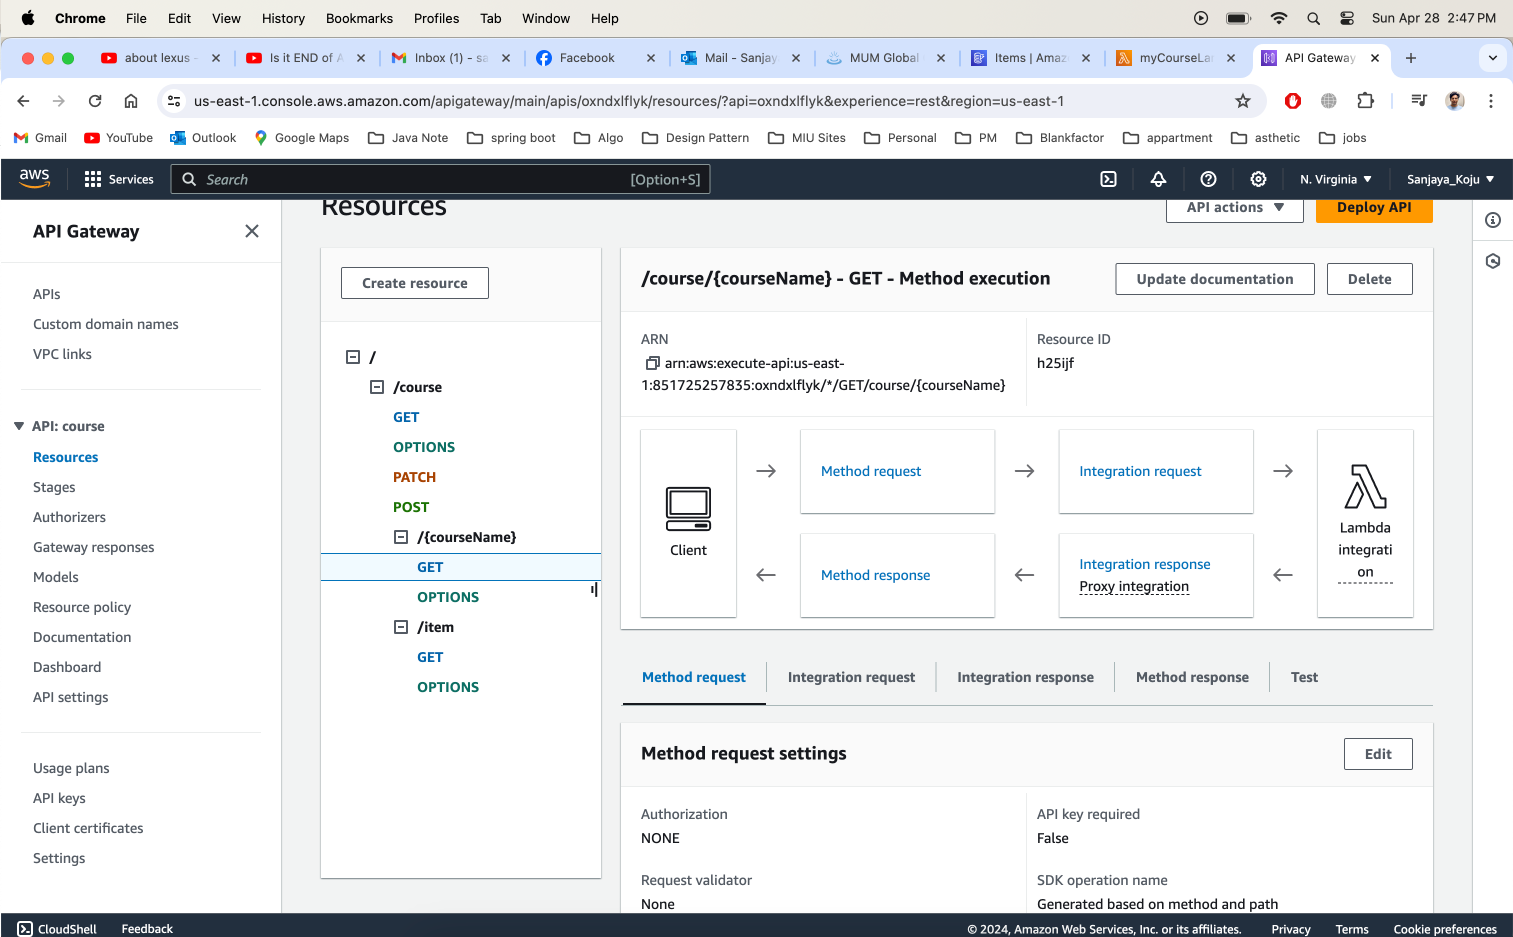 Chrome File Edit View History Bookmarks Profiles Tab Window Help Sun Apr 28 2:47 PM
about lexus - Is it END of A Inbox (1) - sa Facebook Mail - Sanjay MUM Global Items | Amaz myCourseLa API Gateway
us-east-1.console.aws.amazon.com/apigateway/main/apis/oxndxlflyk/resources/?api=oxndxlflyk&experience=rest&region=us-east-1
Gmail YouTube Outlook Google Maps Java Note spring boot Algo Design Pattern MIU Sites Personal PM Blankfactor appartment asthetic jobs
aws Services Search [Option+S] N. Virginia Sanjaya_Koju
API Gateway
APIs
Custom domain names
VPC links
API: course
Resources
Stages
Authorizers
Gateway responses
Models
Resource policy
Documentation
Dashboard
API settings
Usage plans
API keys
Client certificates
Settings
Resources
API actions Deploy API
Create resource
/
/course
GET
OPTIONS
PATCH
POST
/{courseName}
GET
OPTIONS
/item
GET
OPTIONS
/course/{courseName} - GET - Method execution
Update documentation Delete
ARN
arn:aws:execute-api:us-east-
1:851725257835:oxndxlflyk/*/GET/course/{courseName}
Resource ID
h25ijf
Client
Method request
Integration request
Method response
Integration response
Proxy integration
Lambda
integrati
on
Method request Integration request Integration response Method response Test
Method request settings
Edit
Authorization
NONE
API key required
False
Request validator
None
SDK operation name
Generated based on method and path
CloudShell Feedback © 2024, Amazon Web Services, Inc. or its affiliates. Privacy Terms Cookie preferences